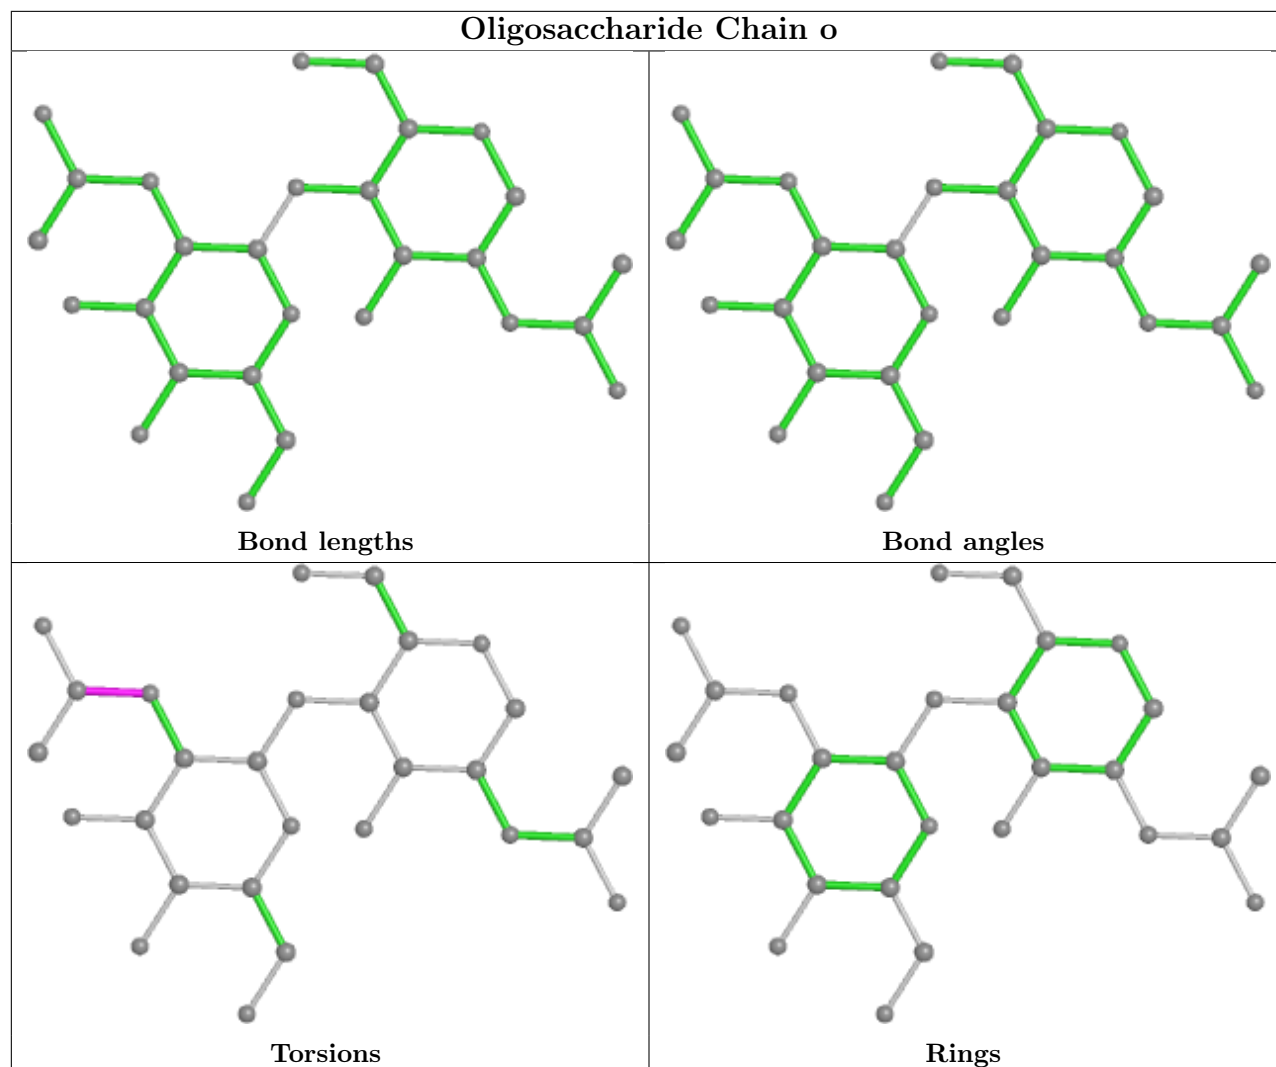 Oligosaccharide Chain o
Bond lengths
Bond angles
Torsions
Rings